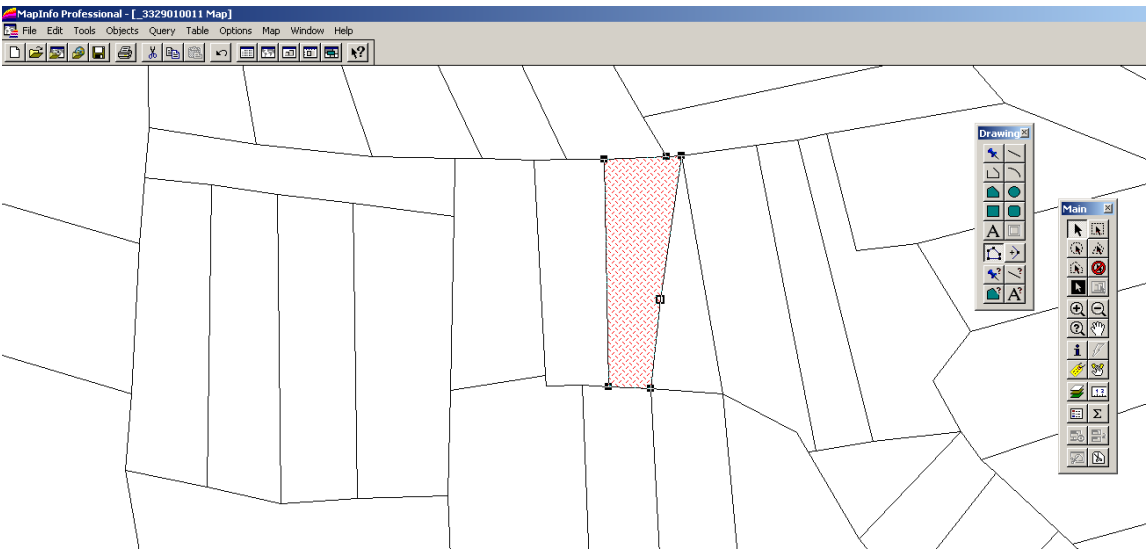 MapInfo Professional - [_3329010011 Map]
File Edit Tools Objects Query Table Options Map Window Help
Drawing
A
A?
Main
i
Σ